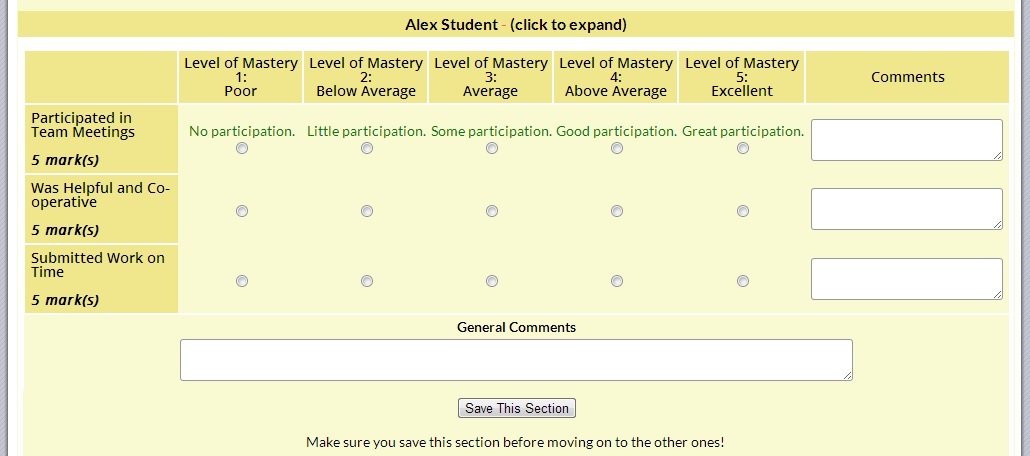 Alex Student - (click to expand)
Level of Mastery 1: Poor
Level of Mastery 2: Below Average
Level of Mastery 3: Average
Level of Mastery 4: Above Average
Level of Mastery 5: Excellent
Comments
Participated in
Team Meetings
5 mark(s)
No participation.
Little participation.
Some participation.
Good participation.
Great participation.
Was Helpful and Co-
operative
5 mark(s)
Submitted Work on
Time
5 mark(s)
General Comments
Save This Section
Make sure you save this section before moving on to the other ones!